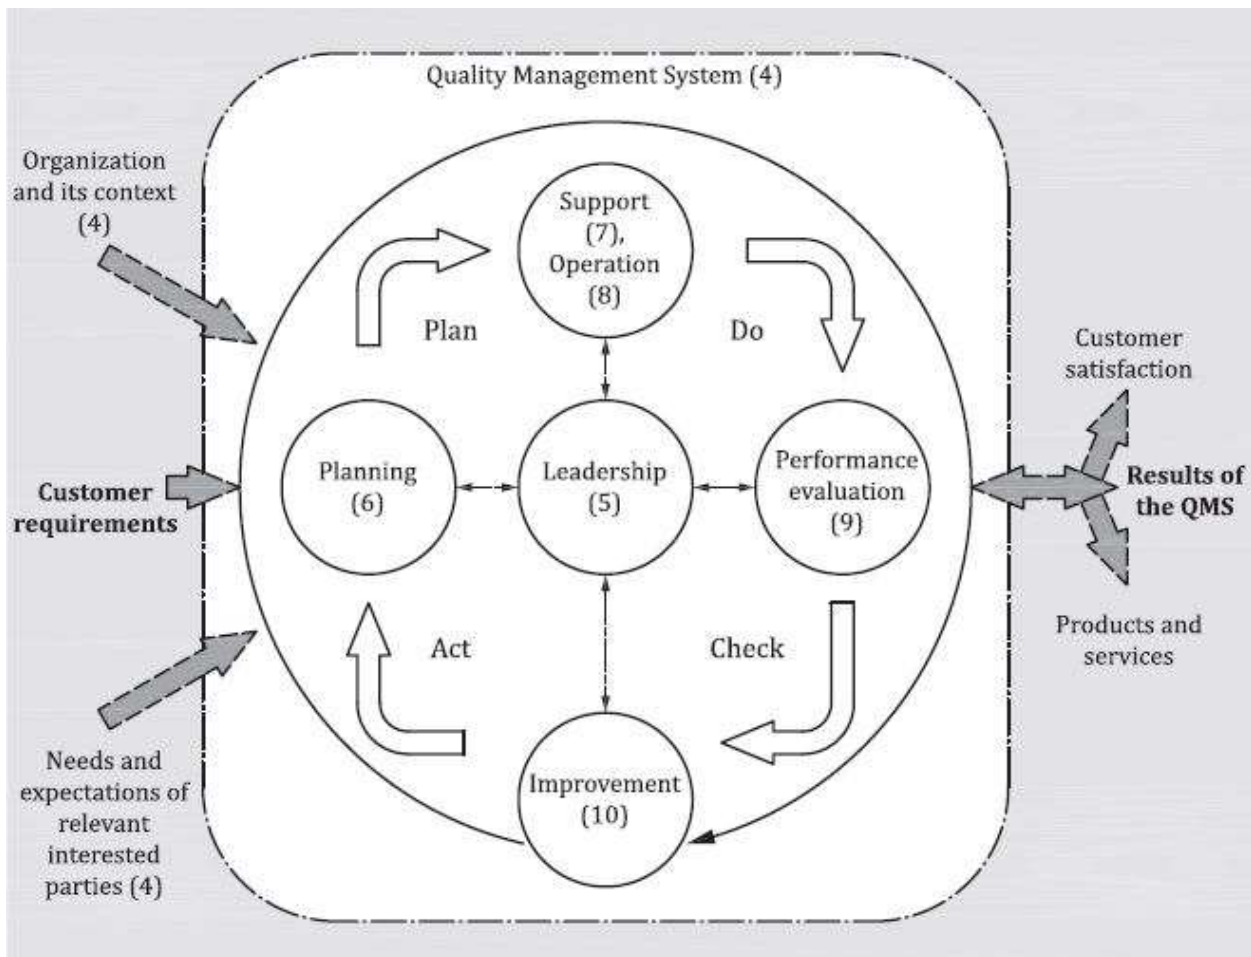 Quality Management System (4)
Organization
and its context
(4)
Support
(7),
Operation
(8)
Plan
Do
Customer
satisfaction
Planning
(6)
Leadership
(5)
Performance
evaluation
(9)
Customer
requirements
Results of
the QMS
Act
Check
Products and
services
Needs and
expectations of
relevant
interested
parties (4)
Improvement
(10)